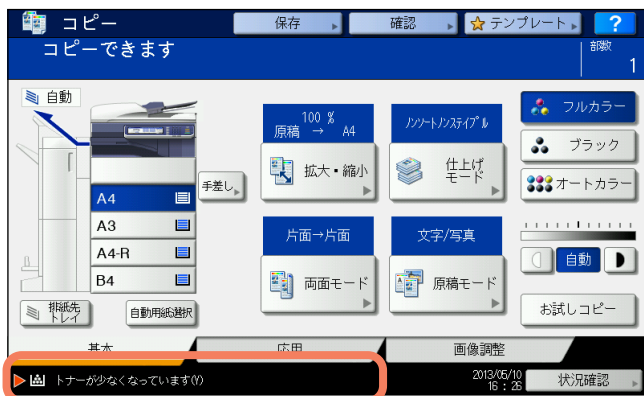 コピー
保存
確認
テンプレート
?
コピーできます
部数
1
自動
100 %
原稿 → A4
拡大・縮小
ノンソートノンステイプル
仕上げ
モード
フルカラー
ブラック
オートカラー
手差し
A4
A3
A4-R
B4
片面→片面
両面モード
文字/写真
原稿モード
自動
排紙先
トレイ
自動用紙選択
お試しコピー
基本
応用
画像調整
トナーが少なくなっています(Y)
2013/05/10
16 : 26
状況確認